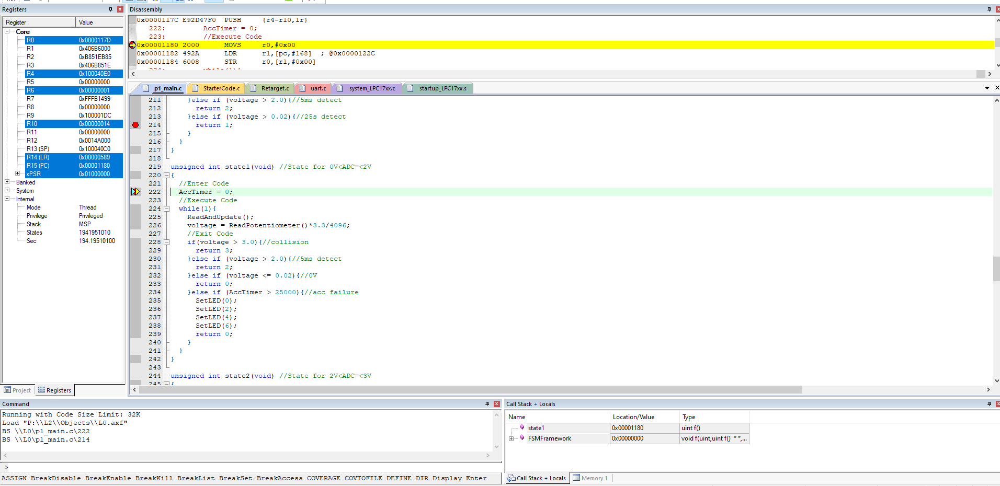 Registers
Register Value
Core
R0 0x0000117D
R1 0x406B6000
R2 0xB851EB85
R3 0x406B851E
R4 0x100040E0
R5 0x00000000
R6 0x00000001
R7 0xFFFB1499
R8 0x00000000
R9 0x100001DC
R10 0x00000014
R11 0x00000000
R12 0x0014A000
R13 (SP) 0x100040C0
R14 (LR) 0x00000589
R15 (PC) 0x00001180
xPSR 0x01000000
Banked
System
Internal
Mode Thread
Privilege Privileged
Stack MSP
States 1941951010
Sec 194.19510100
Project Registers
Disassembly
0x0000117C E92D47F0 PUSH {r4-r10,lr}
222: AccTimer = 0;
223: //Execute Code
0x00001180 2000 MOVS r0,#0x00
0x00001182 492A LDR r1,[pc,#168] ; @0x0000122C
0x00001184 6008 STR r0,[r1,#0x00]
224: while(1){
p1_main.c StarterCode.c Retarget.c uart.c system_LPC17xx.c startup_LPC17xx.s
211 }else if (voltage > 2.0){//5ms detect
212 return 2;
213 }else if (voltage > 0.02){//25s detect
214 return 1;
215 }
216 }
217 }
218
219 unsigned int state1(void) //State for 0V<ADC=<2V
220 {
221 //Enter Code
222 AccTimer = 0;
223 //Execute Code
224 while(1){
225 ReadAndUpdate();
226 voltage = ReadPotentiometer()*3.3/4096;
227 //Exit Code
228 if(voltage > 3.0){//collision
229 return 3;
230 }else if (voltage > 2.0){//5ms detect
231 return 2;
232 }else if (voltage <= 0.02){//0V
233 return 0;
234 }else if (AccTimer > 25000){//acc failure
235 SetLED(0);
236 SetLED(2);
237 SetLED(4);
238 SetLED(6);
239 return 0;
240 }
241 }
242 }
243
244 unsigned int state2(void) //State for 2V<ADC=<3V
245 {
Command
Running with Code Size Limit: 32K
Load "P:\\L2\\Objects\\L0.axf"
BS \\L0\p1_main.c\222
BS \\L0\p1_main.c\214
>
ASSIGN BreakDisable BreakEnable BreakKill BreakList BreakSet BreakAccess COVERAGE COVTOFILE DEFINE DIR Display Enter
Call Stack + Locals
Name Location/Value Type
state1 0x00001180 uint f()
FSMFramework 0x00000000 void f(uint,uint f() * *,...
Call Stack + Locals Memory 1